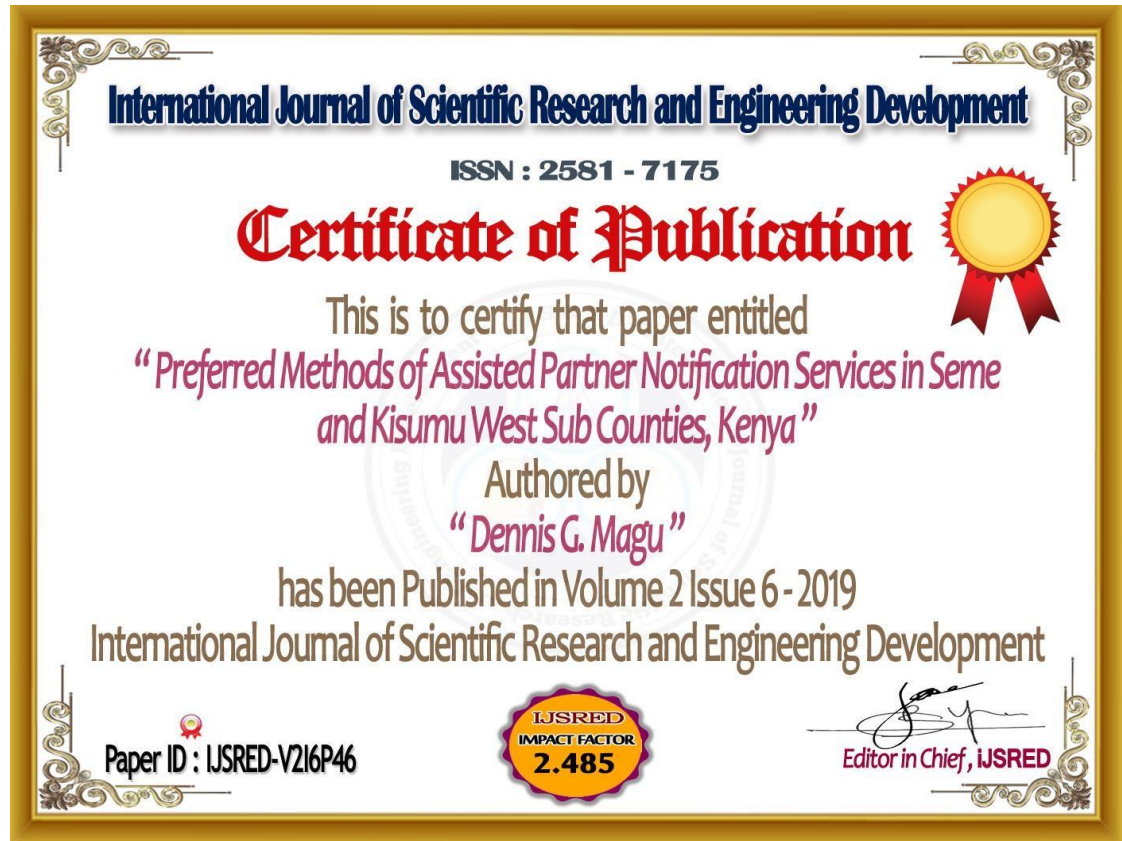 International Journal of Scientific Research and Engineering Development
ISSN : 2581 - 7175
Certificate of Publication
This is to certify that paper entitled
“ Preferred Methods of Assisted Partner Notification Services in Seme
and Kisumu West Sub Counties, Kenya ”
Authored by
“ Dennis G. Magu ”
has been Published in Volume 2 Issue 6 - 2019
International Journal of Scientific Research and Engineering Development
Paper ID : IJSRED-V2I6P46
IJSRED
IMPACT FACTOR
2.485
Editor in Chief, IJSRED